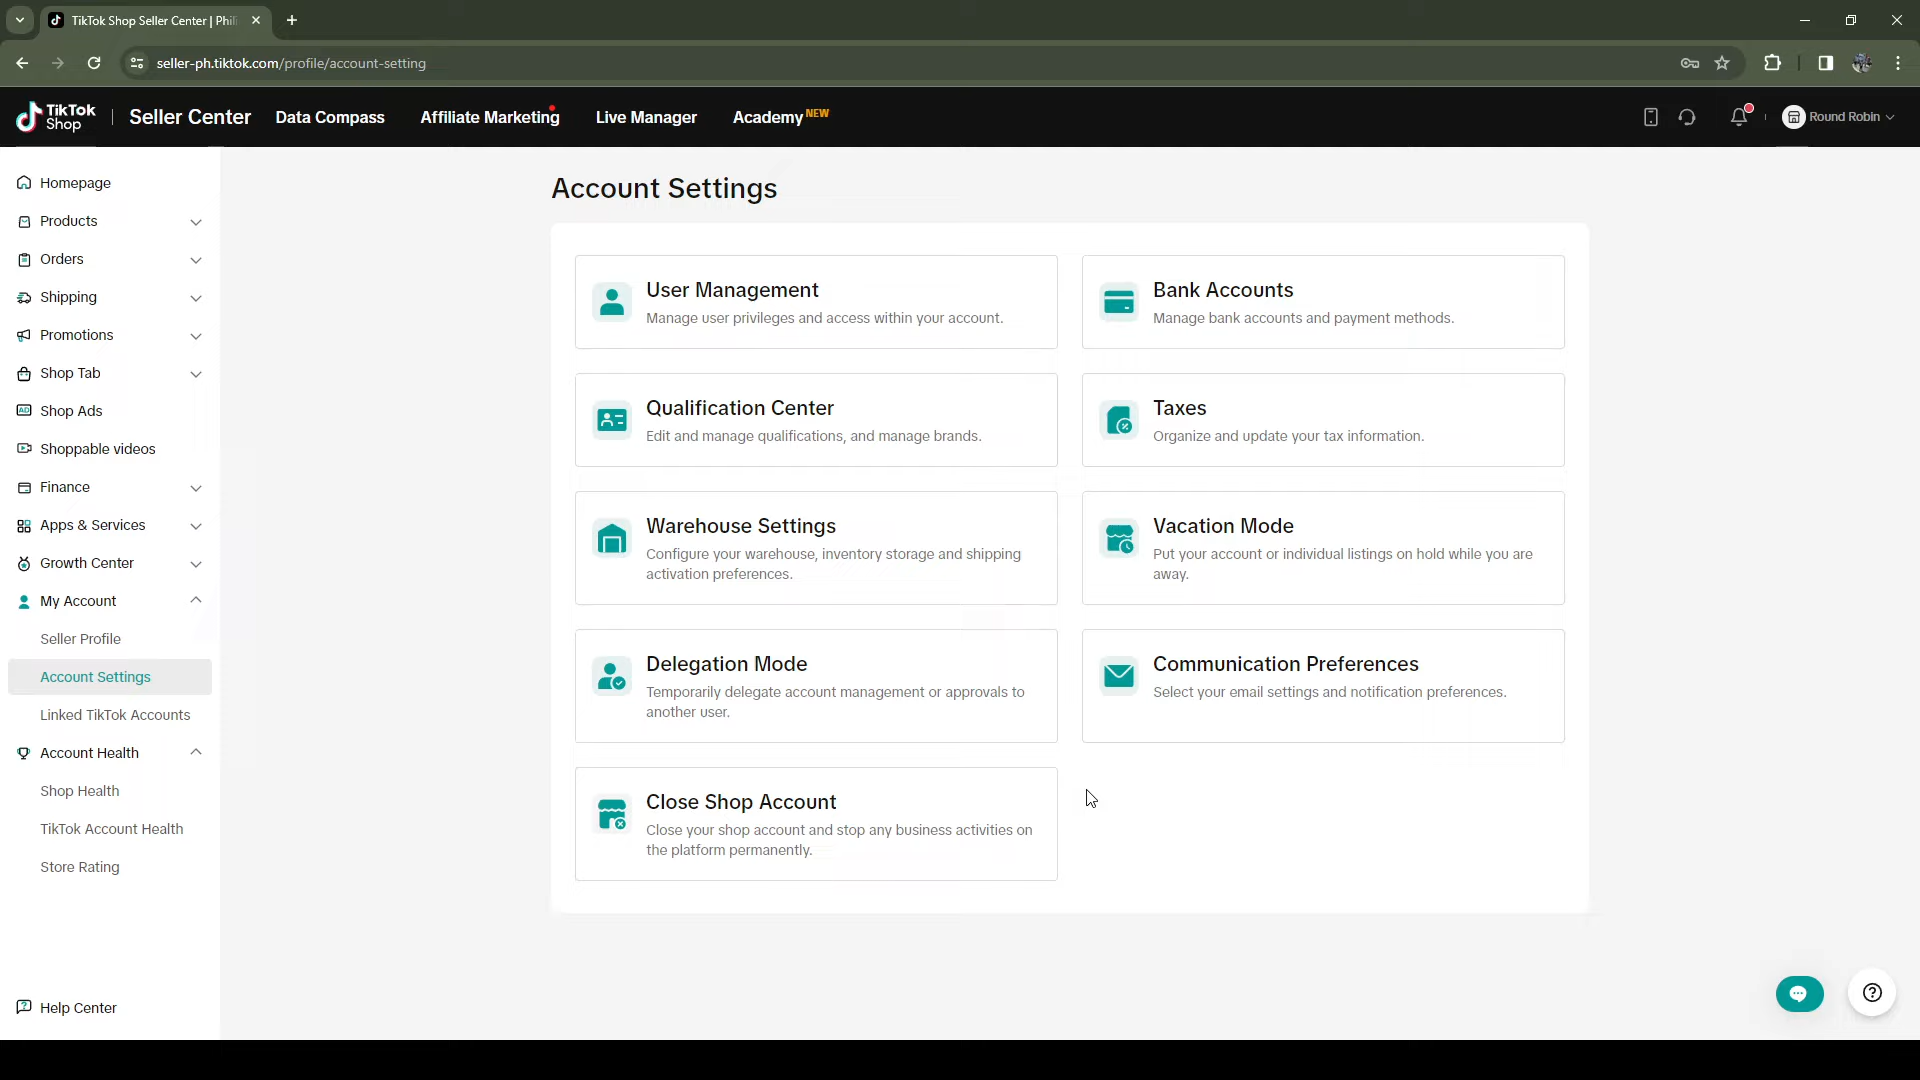 TikTok Shop Seller Center | Phili
seller-ph.tiktok.com/profile/account-setting
TikTok
Shop
Seller Center
Data Compass
Affiliate Marketing
Live Manager
Academy NEW
Round Robin
Homepage
Products
Orders
Shipping
Promotions
Shop Tab
AD
Shop Ads
Shoppable videos
Finance
Apps & Services
Growth Center
My Account
Seller Profile
Account Settings
Linked TikTok Accounts
Account Health
Shop Health
TikTok Account Health
Store Rating
Help Center
Account Settings
User Management
Manage user privileges and access within your account.
Bank Accounts
Manage bank accounts and payment methods.
Qualification Center
Edit and manage qualifications, and manage brands.
Taxes
Organize and update your tax information.
Warehouse Settings
Configure your warehouse, inventory storage and shipping
activation preferences.
Vacation Mode
Put your account or individual listings on hold while you are
away.
Delegation Mode
Temporarily delegate account management or approvals to
another user.
Communication Preferences
Select your email settings and notification preferences.
Close Shop Account
Close your shop account and stop any business activities on
the platform permanently.